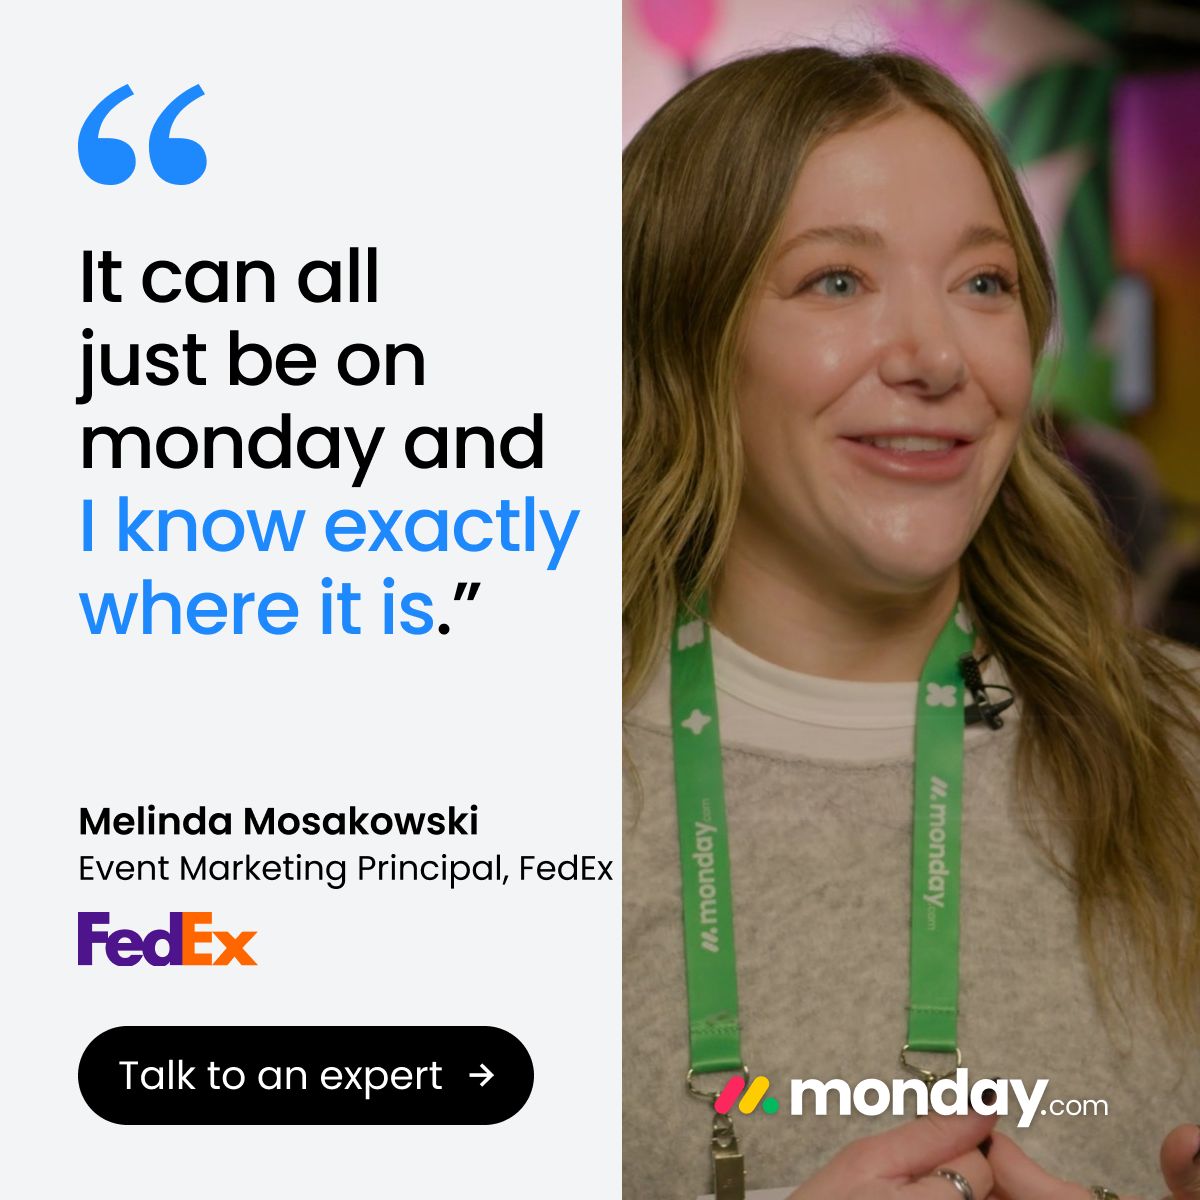 “
It can all
just be on
monday and
I know exactly
where it is.”
Melinda Mosakowski
Event Marketing Principal, FedEx
FedEx
Talk to an expert →
monday.com
monday.com
monday.com